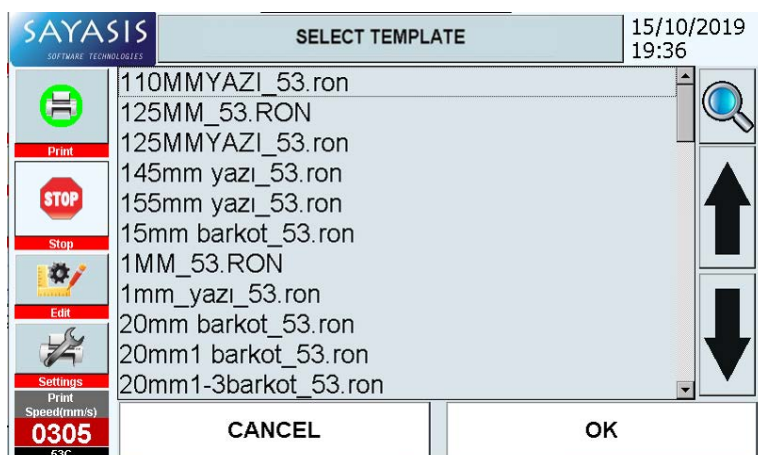 SAYASIS
SOFTWARE TECHNOLOGIES
SELECT TEMPLATE
15/10/2019
19:36
Print
STOP
Stop
Edit
Settings
Print
Speed(mm/s)
0305
53C
110MMYAZI_53.ron
125MM_53.RON
125MMYAZI_53.ron
145mm yazı_53.ron
155mm yazı_53.ron
15mm barkot_53.ron
1MM_53.RON
1mm_yazı_53.ron
20mm barkot_53.ron
20mm1 barkot_53.ron
20mm1-3barkot_53.ron
CANCEL
OK